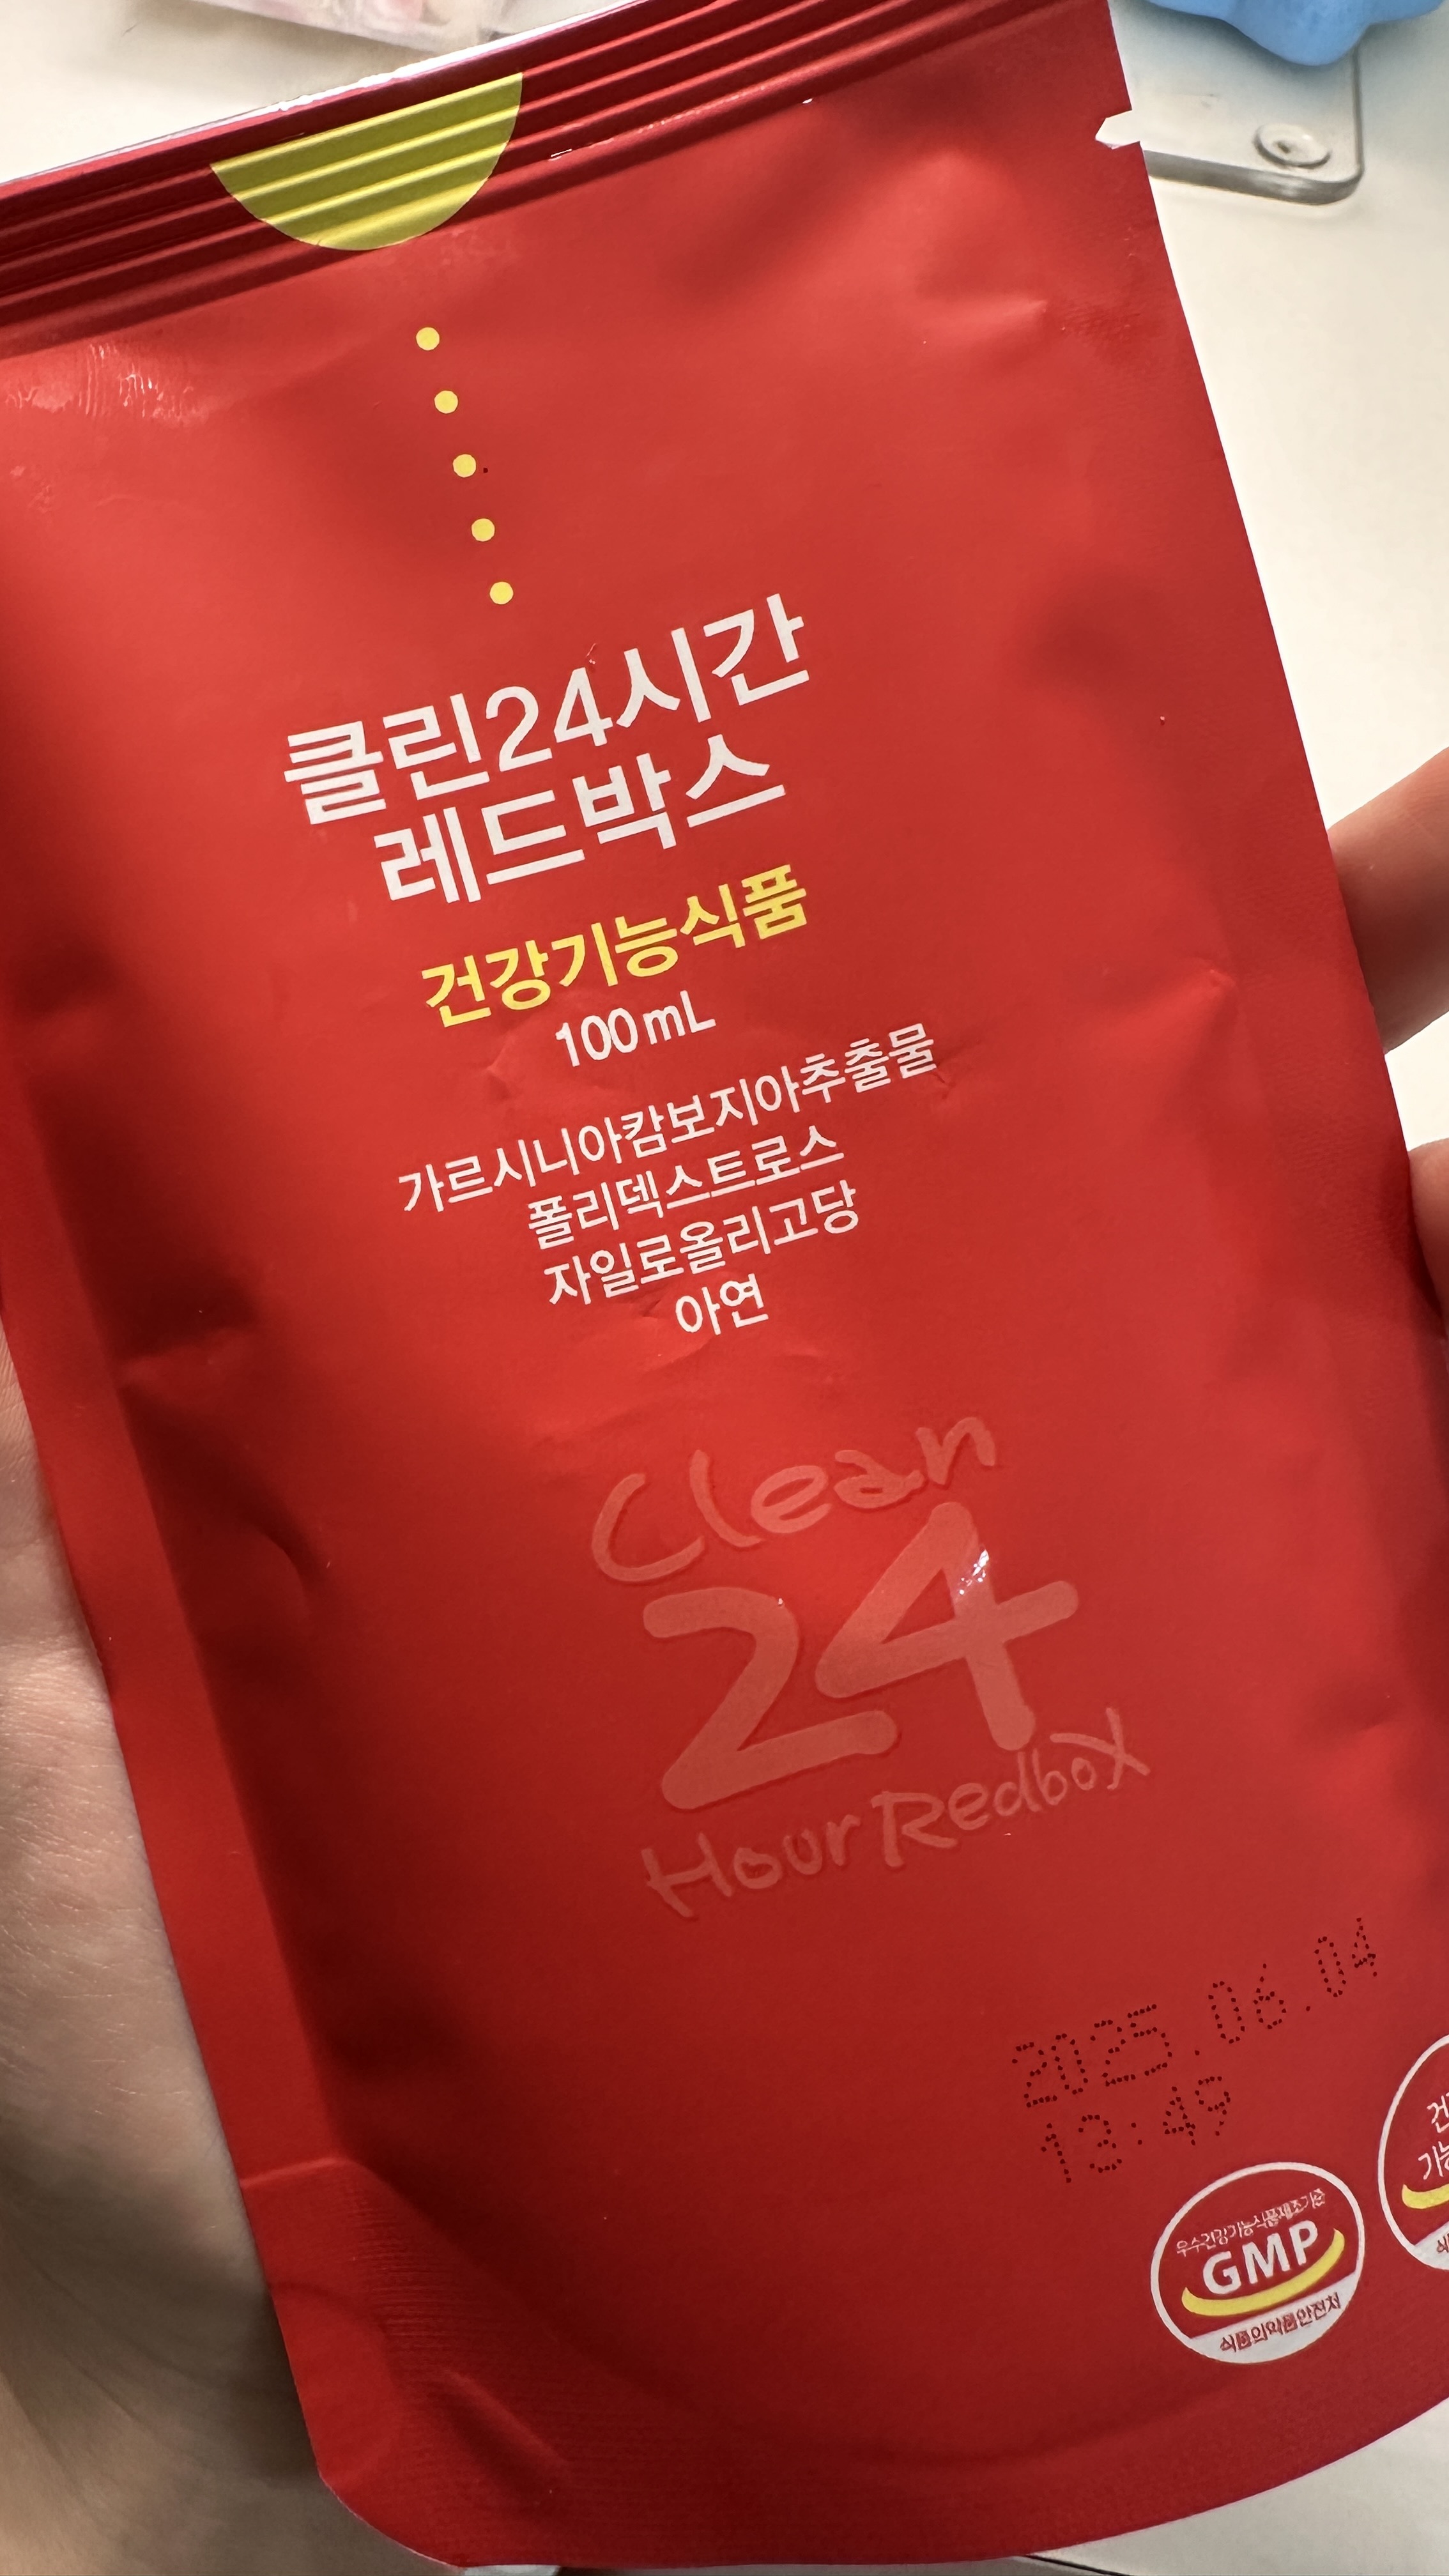 클린24시간
레드박스
건강기능식품
100mL
가르시니아캄보지아추출물
폴리덱스트로스
자일로올리고당
아연
Clean
24
Hour Redbox
2025.06.04
13:49
우수건강기능식품제조기준
GMP
식품의약품안전처